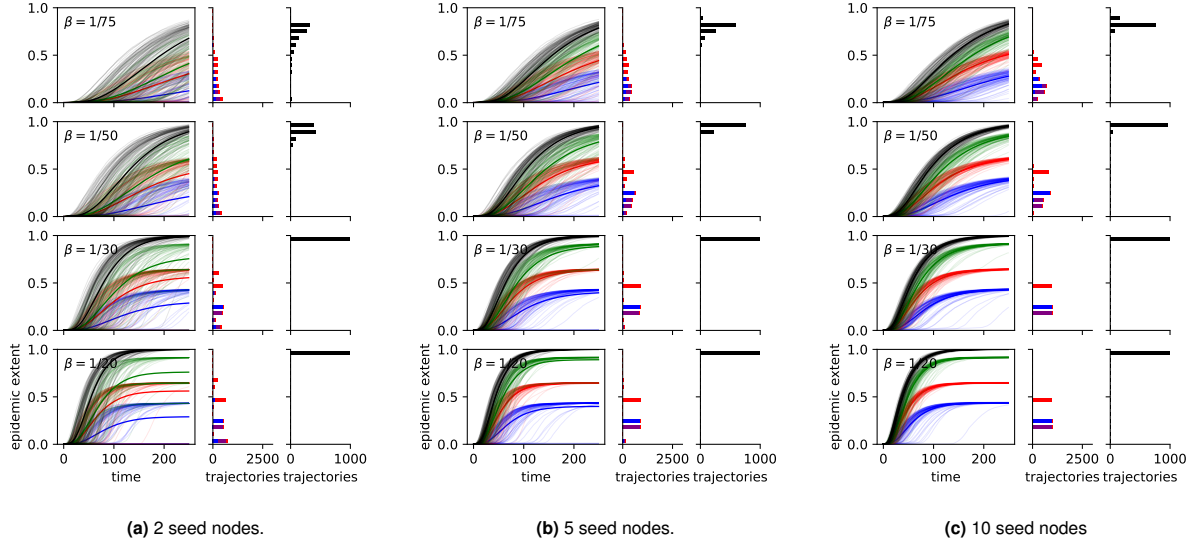 1.0
0.5
0.0
β = 1/75
1.0
0.5
0.0
β = 1/50
1.0
0.5
0.0
β = 1/30
1.0
0.5
0.0
β = 1/20
epidemic extent
0 100 200
time
0 2500
trajectories
0 1000
trajectories
(a) 2 seed nodes.
1.0
0.5
0.0
β = 1/75
1.0
0.5
0.0
β = 1/50
1.0
0.5
0.0
β = 1/30
1.0
0.5
0.0
β = 1/20
epidemic extent
0 100 200
time
0 2500
trajectories
0 1000
trajectories
(b) 5 seed nodes.
1.0
0.5
0.0
β = 1/75
1.0
0.5
0.0
β = 1/50
1.0
0.5
0.0
β = 1/30
1.0
0.5
0.0
β = 1/20
epidemic extent
0 100 200
time
0 2500
trajectories
0 1000
trajectories
(c) 10 seed nodes